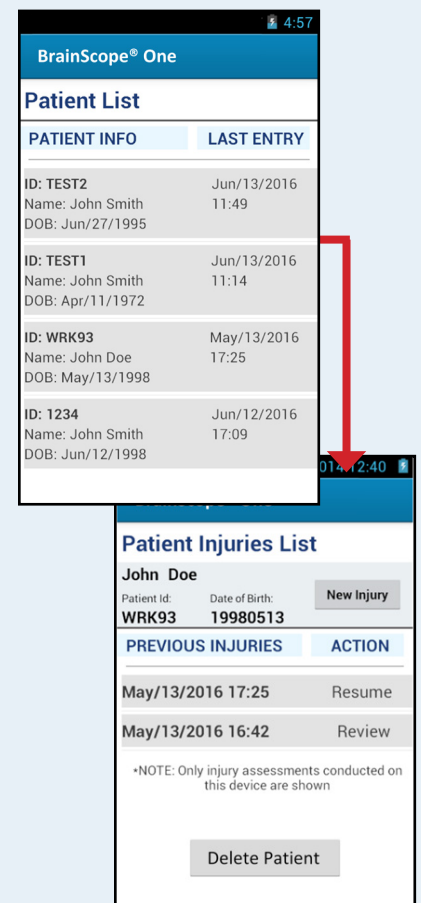 4:57
BrainScope® One
Patient List
PATIENT INFO LAST ENTRY
ID: TEST2 Jun/13/2016
Name: John Smith 11:49
DOB: Jun/27/1995
ID: TEST1 Jun/13/2016
Name: John Smith 11:14
DOB: Apr/11/1972
ID: WRK93 May/13/2016
Name: John Doe 17:25
DOB: May/13/1998
ID: 1234 Jun/12/2016
Name: John Smith 17:09
DOB: Jun/12/1998
12:40
Patient Injuries List
John Doe
Patient Id: Date of Birth: New Injury
WRK93 19980513
PREVIOUS INJURIES ACTION
May/13/2016 17:25 Resume
May/13/2016 16:42 Review
*NOTE: Only injury assessments conducted on
this device are shown
Delete Patient